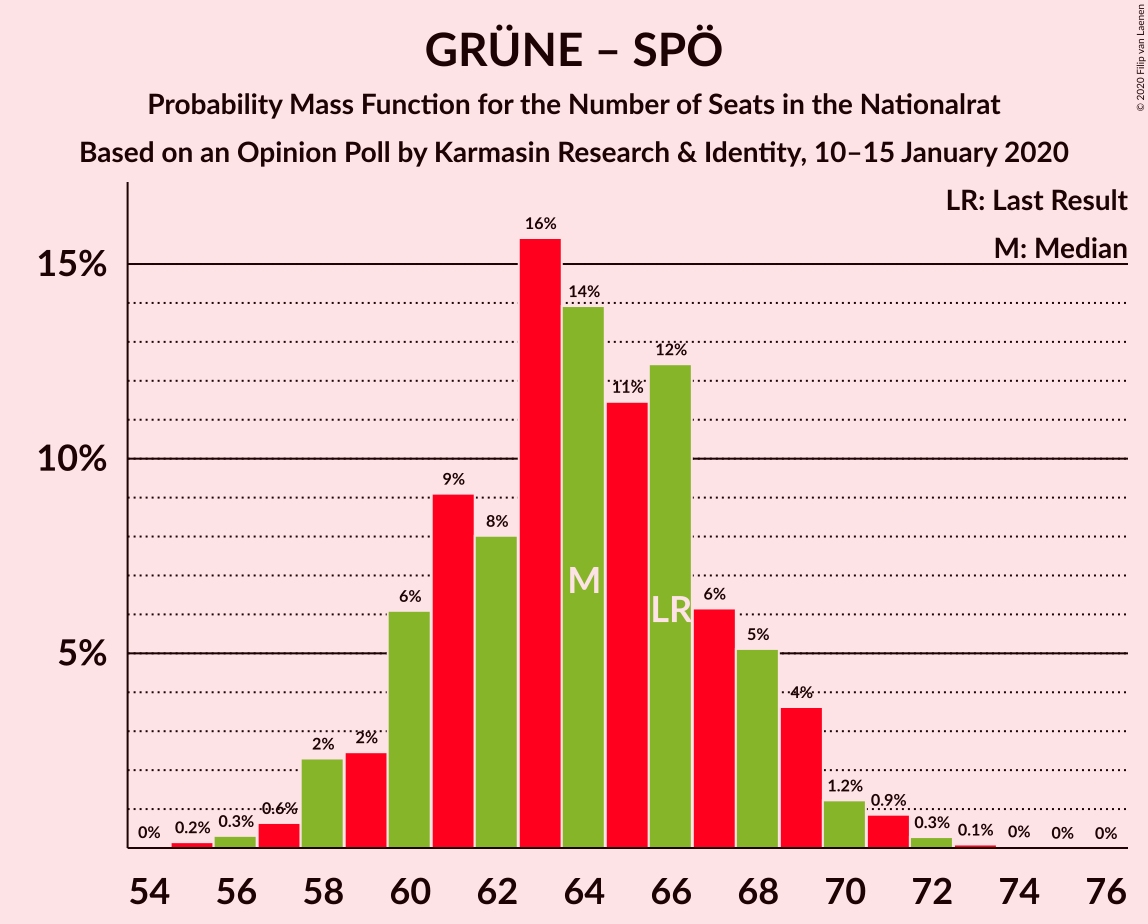 GRÜNE – SPÖ
Probability Mass Function for the Number of Seats in the Nationalrat
Based on an Opinion Poll by Karmasin Research & Identity, 10–15 January 2020
© 2020 Filip van Laenen
LR: Last Result
M: Median
15%
10%
5%
0%
0.2%
0.3%
0.6%
2%
2%
6%
9%
8%
16%
14%
11%
12%
6%
5%
4%
1.2%
0.9%
0.3%
0.1%
0%
0%
0%
M
LR
54 56 58 60 62 64 66 68 70 72 74 76